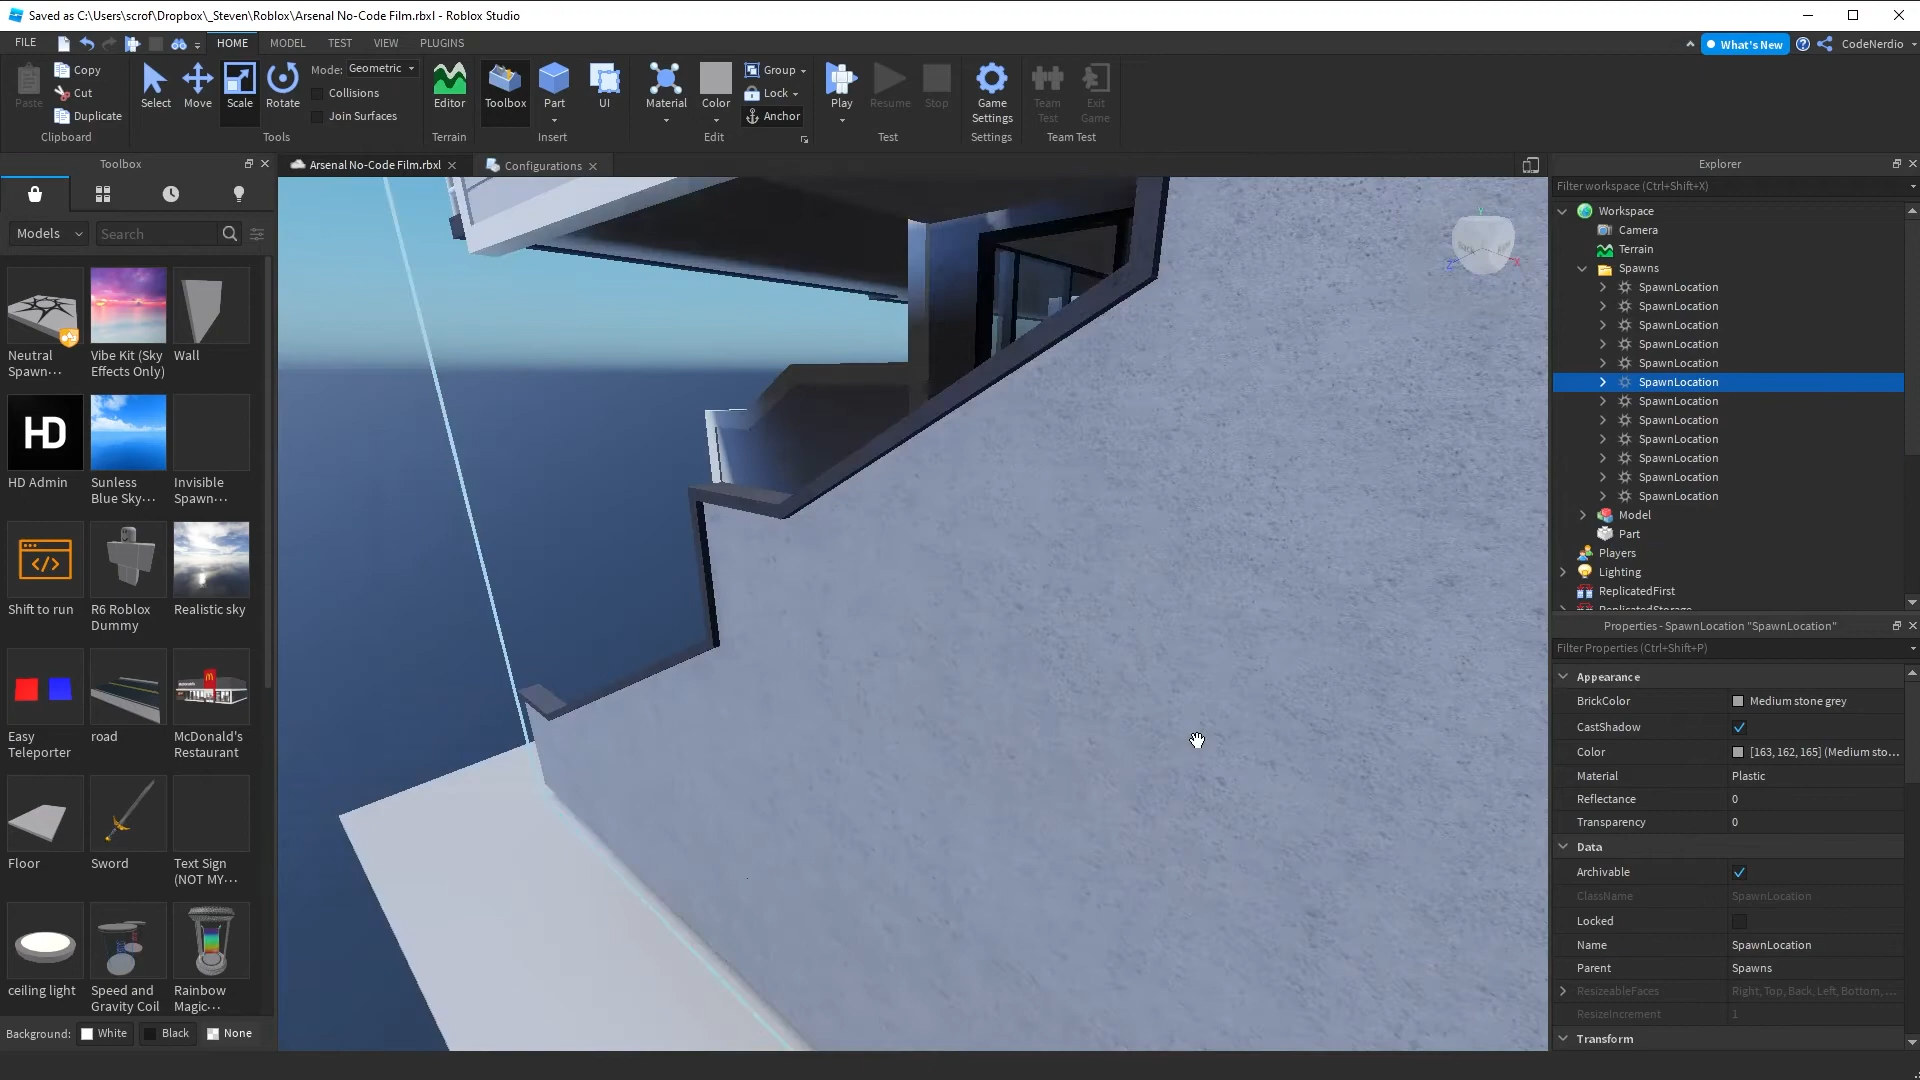 Saved as C:\Users\scrof\Dropbox\_Steven\Roblox\Arsenal No-Code Film.rbxl - Roblox Studio
FILE HOME MODEL TEST VIEW PLUGINS What's New CodeNerdio
Paste
Copy
Cut
Duplicate
Clipboard
Select
Move
Scale
Rotate
Mode: Geometric
Collisions
Join Surfaces
Tools
Editor
Terrain
Toolbox
Part
UI
Insert
Material
Color
Group
Lock
Anchor
Edit
Play
Resume
Stop
Test
Game
Settings
Settings
Team
Test
Exit
Game
Team Test
Toolbox
Arsenal No-Code Film.rbxl
Configurations
Models
Search
Neutral
Spawn...
Vibe Kit (Sky
Effects Only)
Wall
HD
HD Admin
Sunless
Blue Sky...
Invisible
Spawn...
Shift to run
R6 Roblox
Dummy
Realistic sky
Easy
Teleporter
road
McDonald's
Restaurant
Floor
Sword
Text Sign
(NOT MY...
ceiling light
Speed and
Gravity Coil
Rainbow
Magic...
Background: White Black None
Explorer
Filter workspace (Ctrl+Shift+X)
Workspace
Camera
Terrain
Spawns
SpawnLocation
SpawnLocation
SpawnLocation
SpawnLocation
SpawnLocation
SpawnLocation
SpawnLocation
SpawnLocation
SpawnLocation
SpawnLocation
SpawnLocation
SpawnLocation
Model
Part
Players
Lighting
ReplicatedFirst
ReplicatedStorage
Properties - SpawnLocation "SpawnLocation"
Filter Properties (Ctrl+Shift+P)
Appearance
BrickColor Medium stone grey
CastShadow
Color [163, 162, 165] (Medium sto...
Material Plastic
Reflectance 0
Transparency 0
Data
Archivable
ClassName SpawnLocation
Locked
Name SpawnLocation
Parent Spawns
ResizeableFaces Right, Top, Back, Left, Bottom, ...
ResizeIncrement 1
Transform